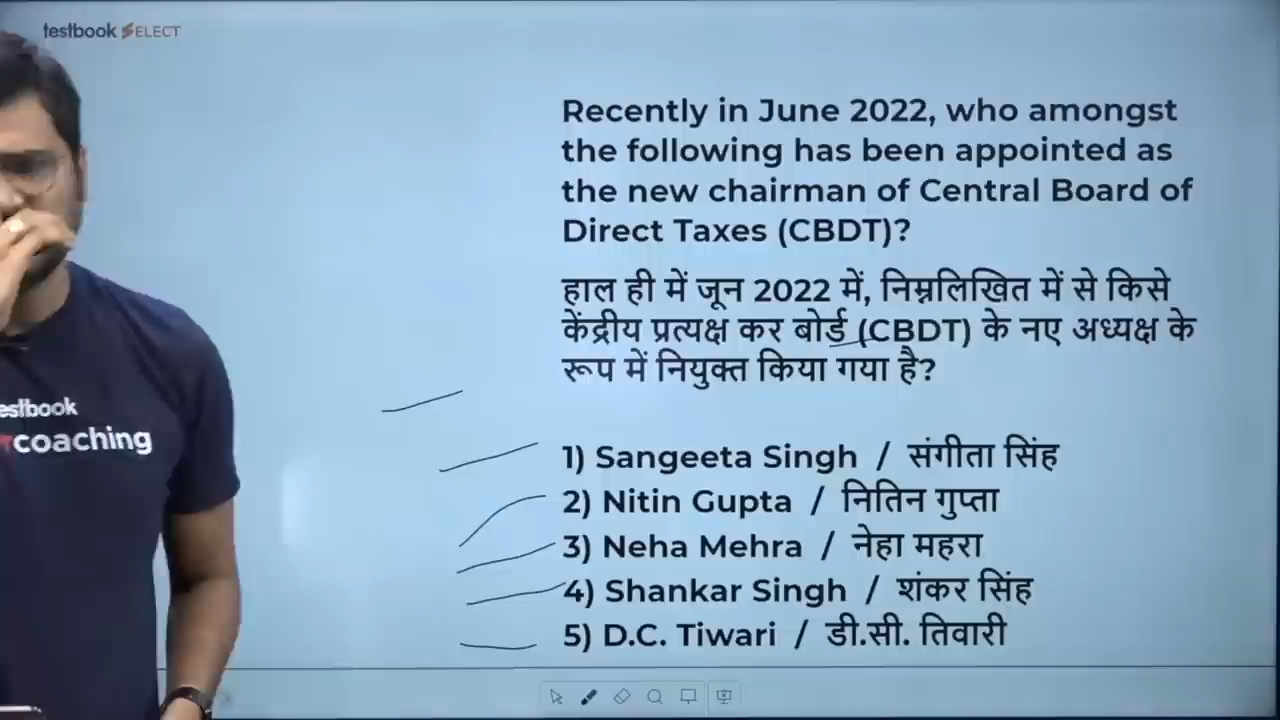 testbook SELECT
Recently in June 2022, who amongst
the following has been appointed as
the new chairman of Central Board of
Direct Taxes (CBDT)?
हाल ही में जून 2022 में, निम्नलिखित में से किसे
केंद्रीय प्रत्यक्ष कर बोर्ड (CBDT) के नए अध्यक्ष के
रूप में नियुक्त किया गया है?
estbook
coaching
1) Sangeeta Singh / संगीता सिंह
2) Nitin Gupta / नितिन गुप्ता
3) Neha Mehra / नेहा महरा
4) Shankar Singh / शंकर सिंह
5) D.C. Tiwari / डी.सी. तिवारी